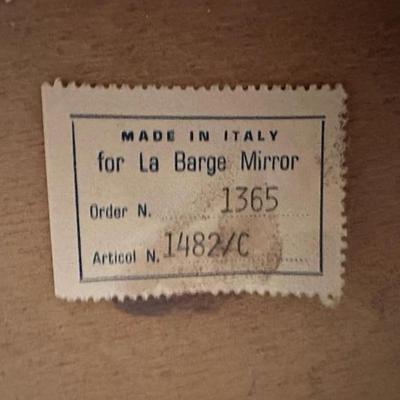 MADE IN ITALY
for La Barge Mirror
Order N. 1365
Articol N. 1482/C